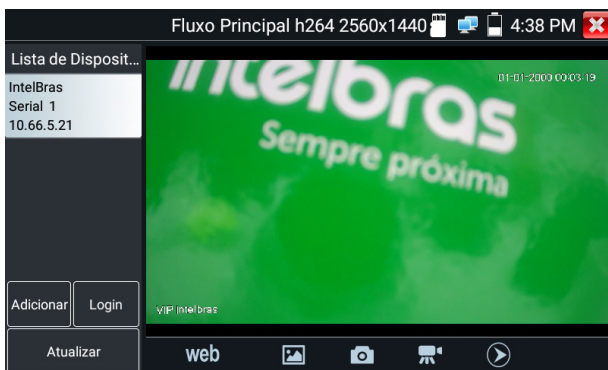 Fluxo Principal h264 2560x1440
4:38 PM
Lista de Disposit...
IntelBras
Serial 1
10.66.5.21
intelbras
Sempre próxima
01-01-2000 00:03:19
VIP Intelbras
Adicionar
Login
Atualizar
web